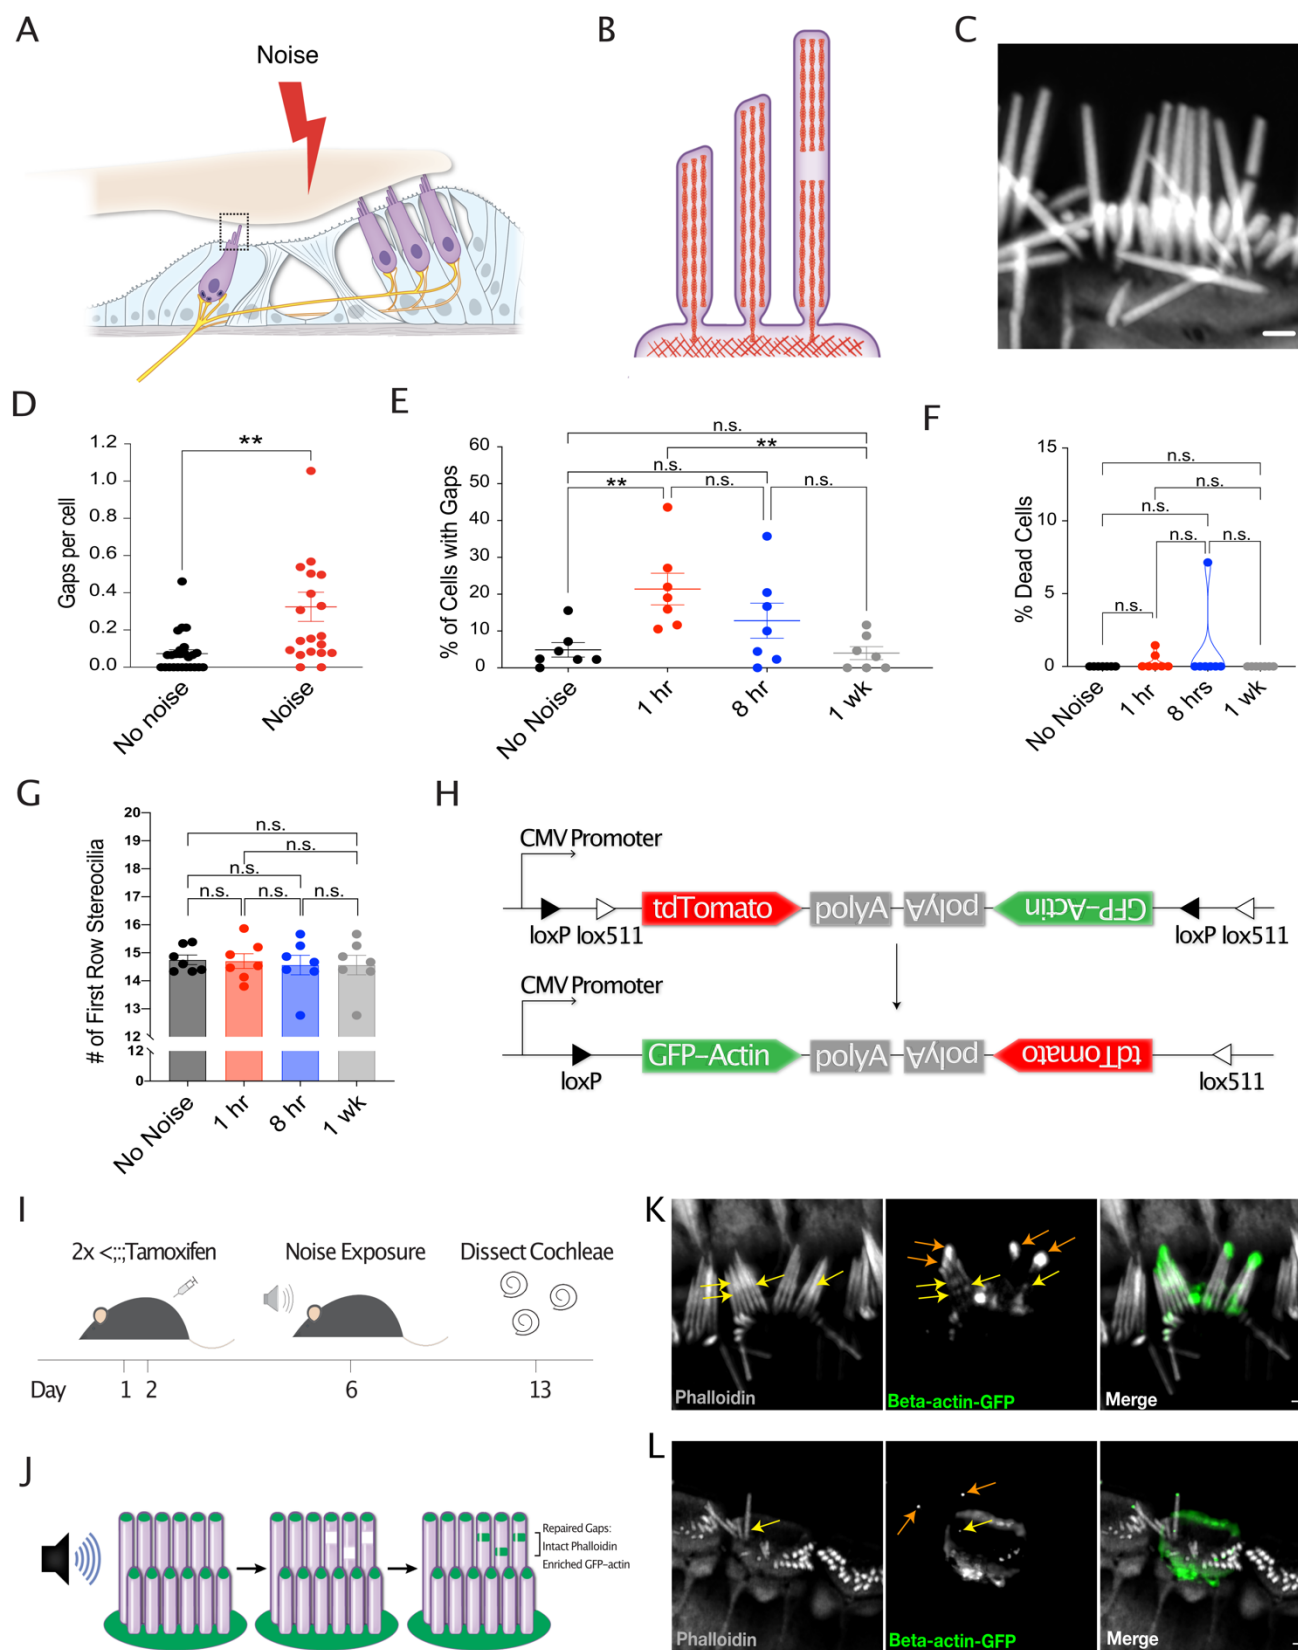 A
Noise
B
C
D
Gaps per cell
1.2
1.0
0.8
0.6
0.4
0.2
0.0
**
No noise
Noise
E
% of Cells with Gaps
60
50
40
30
20
10
0
n.s.
**
n.s.
** n.s. n.s.
No Noise
1 hr
8 hr
1 wk
F
% Dead Cells
15
10
5
0
n.s.
n.s.
n.s.
n.s. n.s.
n.s.
No Noise
1 hr
8 hrs
1 wk
G
# of First Row Stereocilia
20
19
18
17
16
15
14
13
12
12
0
n.s.
n.s.
n.s.
n.s. n.s. n.s.
No Noise
1 hr
8 hr
1 wk
H
CMV Promoter
tdTomato polyA polyA GFP-Actin
loxP lox511 loxP lox511
CMV Promoter
GFP-Actin polyA polyA tdTomato
loxP lox511
I
2x <;:;Tamoxifen Noise Exposure Dissect Cochleae
Day 1 2 6 13
J
Repaired Gaps:
Intact Phalloidin
Enriched GFP-actin
K
Phalloidin Beta-actin-GFP Merge
L
Phalloidin Beta-actin-GFP Merge